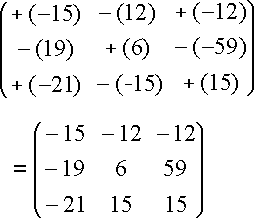 + (−15) − (12) + (−12)
− (19) + (6) − (−59)
+ (−21) − (-15) + (15)
= −15 −12 −12
−19 6 59
−21 15 15